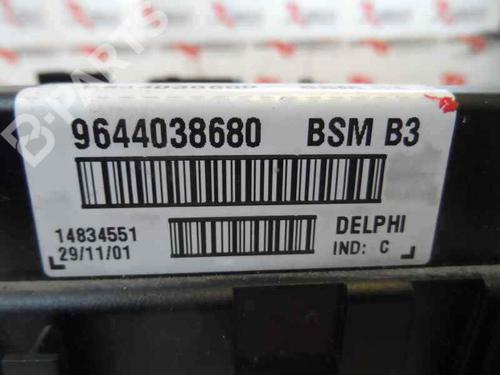 B-PARTS
9644038680 BSM B3
14834551 DELPHI
29/11/01 IND: C